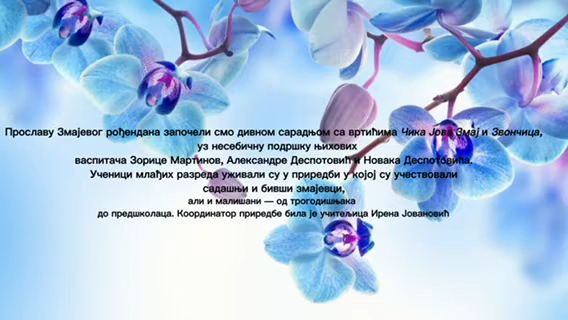 Прославу Змајевог рођендана започели смо дивном сарадњом са вртићима Чика Јова Змај и Звончица,
уз несебичну подршку њихових
васпитача Зорице Мартинов, Александре Деспотовић и Новака Деспотовића.
Ученици млађих разреда уживали су у приредби у којој су учествовали
садашњи и бивши змајевци,
али и малишани — од трогодишњака
до предшколаца. Координатор приредбе била је учитељица Ирена Јовановић